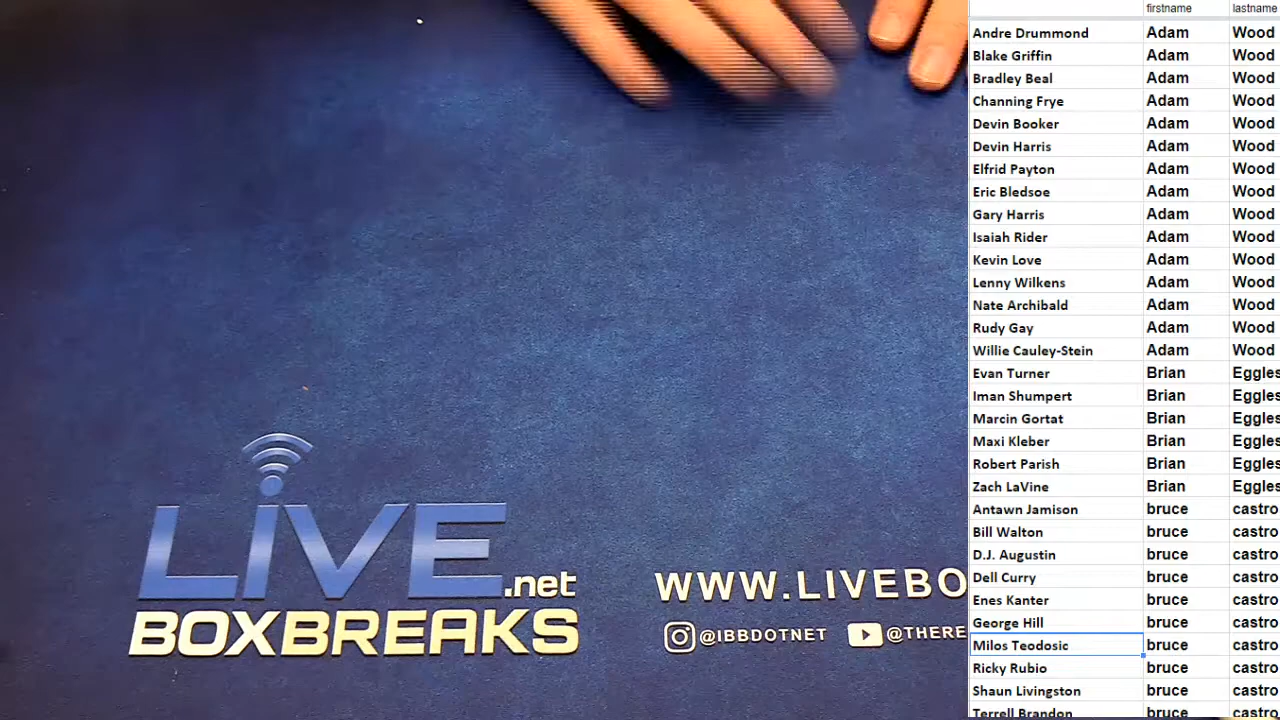 firstname lastname
Andre Drummond Adam Wood
Blake Griffin Adam Wood
Bradley Beal Adam Wood
Channing Frye Adam Wood
Devin Booker Adam Wood
Devin Harris Adam Wood
Elfrid Payton Adam Wood
Eric Bledsoe Adam Wood
Gary Harris Adam Wood
Isaiah Rider Adam Wood
Kevin Love Adam Wood
Lenny Wilkens Adam Wood
Nate Archibald Adam Wood
Rudy Gay Adam Wood
Willie Cauley-Stein Adam Wood
Evan Turner Brian Eggles
Iman Shumpert Brian Eggles
Marcin Gortat Brian Eggles
Maxi Kleber Brian Eggles
Robert Parish Brian Eggles
Zach LaVine Brian Eggles
Antawn Jamison bruce castro
Bill Walton bruce castro
D.J. Augustin bruce castro
Dell Curry bruce castro
Enes Kanter bruce castro
George Hill bruce castro
Milos Teodosic bruce castro
Ricky Rubio bruce castro
Shaun Livingston bruce castro
Terrell Brandon bruce castro
LIVE.net
BOXBREAKS
WWW.LIVEBO
@IBBDOTNET @THERE